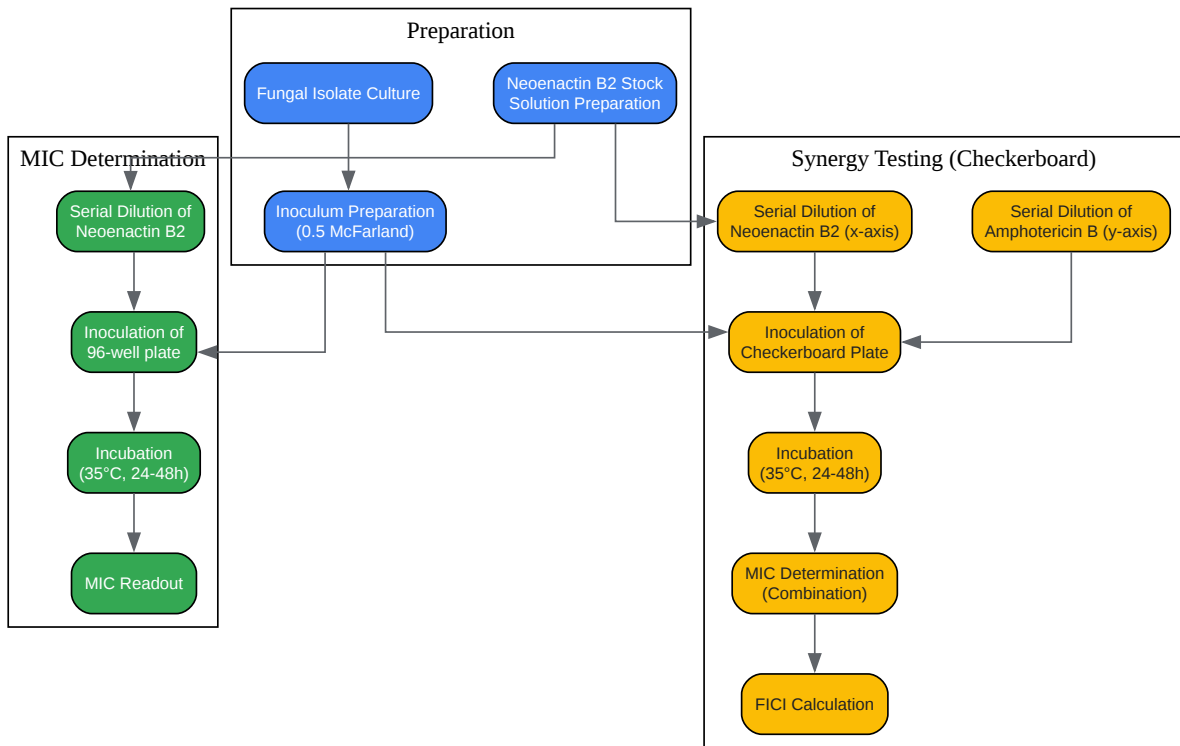 Preparation
Fungal Isolate Culture
Neoenactin B2 Stock
Solution Preparation
Inoculum Preparation
(0.5 McFarland)
MIC Determination
Serial Dilution of
Neoenactin B2
Inoculation of
96-well plate
Incubation
(35°C, 24-48h)
MIC Readout
Synergy Testing (Checkerboard)
Serial Dilution of
Neoenactin B2 (x-axis)
Serial Dilution of
Amphotericin B (y-axis)
Inoculation of
Checkerboard Plate
Incubation
(35°C, 24-48h)
MIC Determination
(Combination)
FICI Calculation